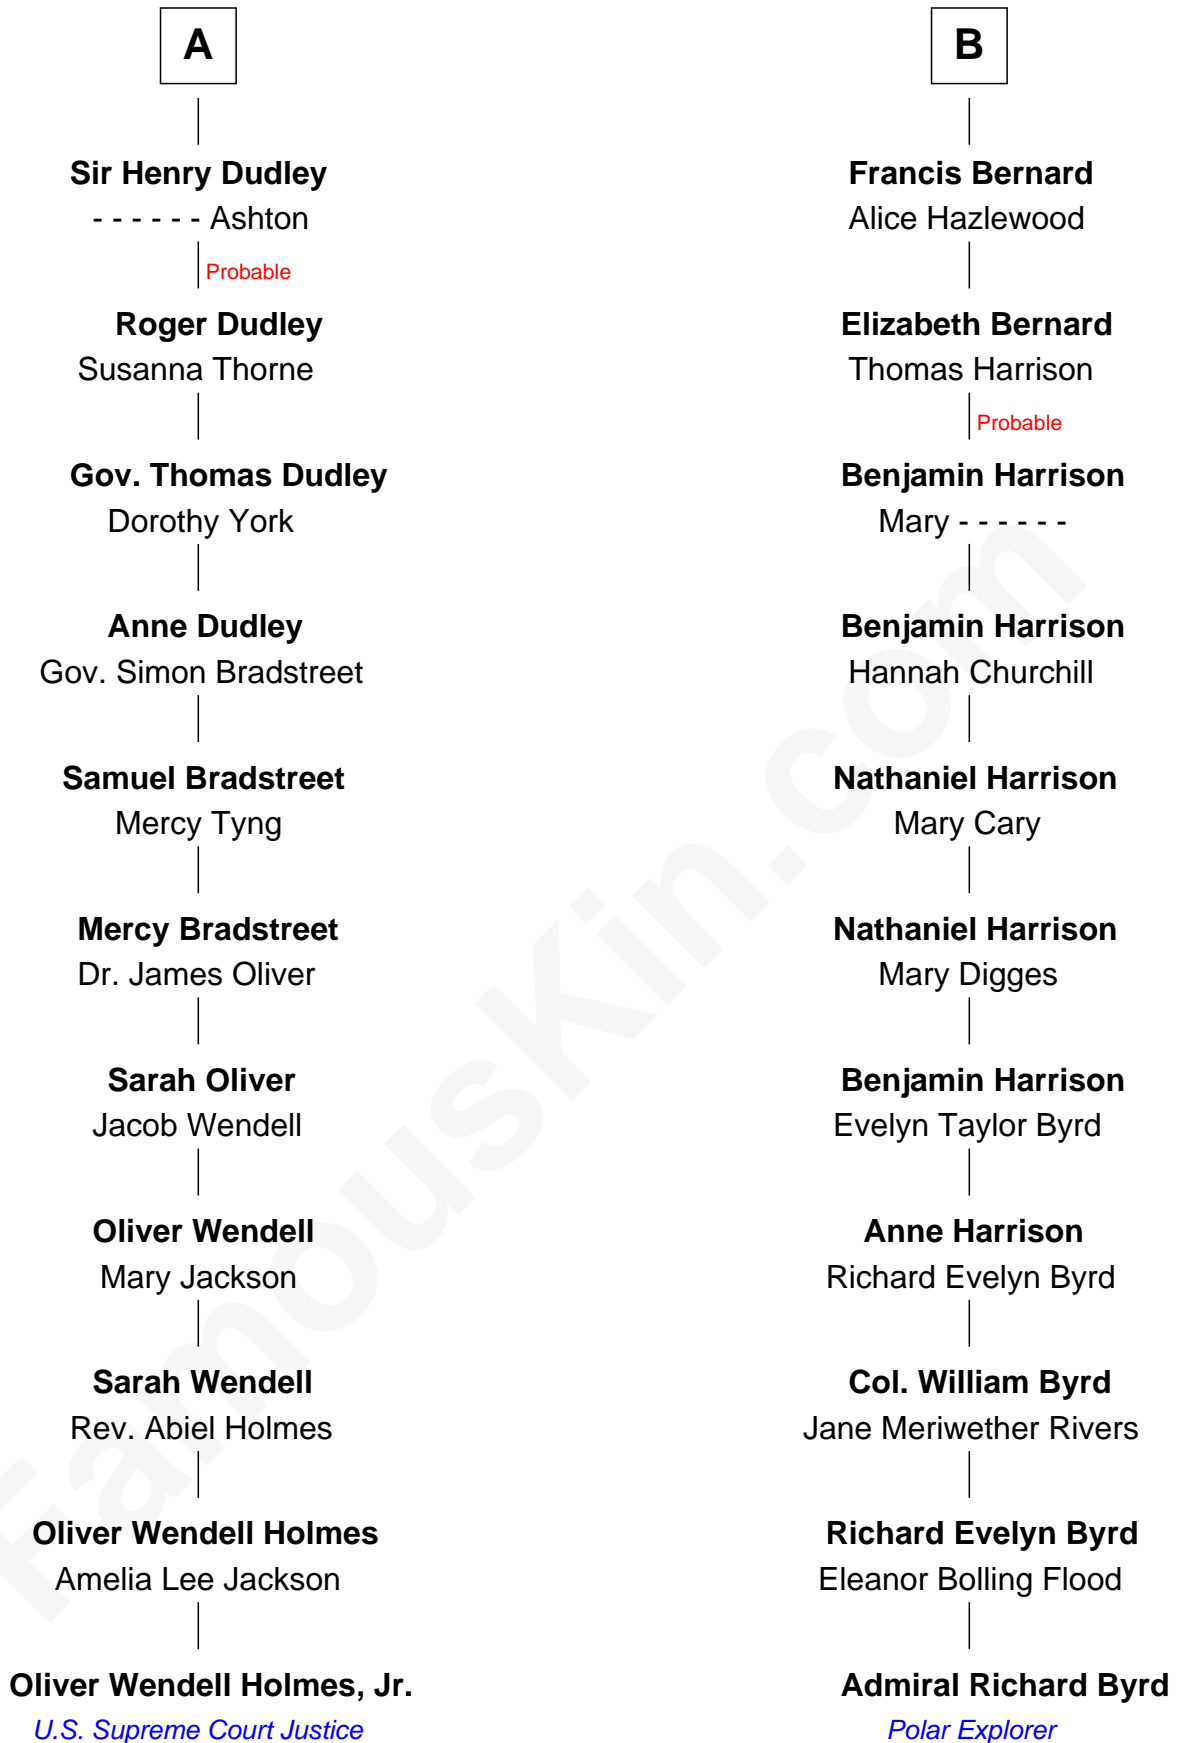 A
Sir Henry Dudley
- - - - - - Ashton
Probable
Roger Dudley
Susanna Thorne
Gov. Thomas Dudley
Dorothy York
Anne Dudley
Gov. Simon Bradstreet
Samuel Bradstreet
Mercy Tyng
Mercy Bradstreet
Dr. James Oliver
Sarah Oliver
Jacob Wendell
Oliver Wendell
Mary Jackson
Sarah Wendell
Rev. Abiel Holmes
Oliver Wendell Holmes
Amelia Lee Jackson
Oliver Wendell Holmes, Jr.
U.S. Supreme Court Justice
B
Francis Bernard
Alice Hazlewood
Elizabeth Bernard
Thomas Harrison
Probable
Benjamin Harrison
Mary - - - - - -
Benjamin Harrison
Hannah Churchill
Nathaniel Harrison
Mary Cary
Nathaniel Harrison
Mary Digges
Benjamin Harrison
Evelyn Taylor Byrd
Anne Harrison
Richard Evelyn Byrd
Col. William Byrd
Jane Meriwether Rivers
Richard Evelyn Byrd
Eleanor Bolling Flood
Admiral Richard Byrd
Polar Explorer
FamousKin.com